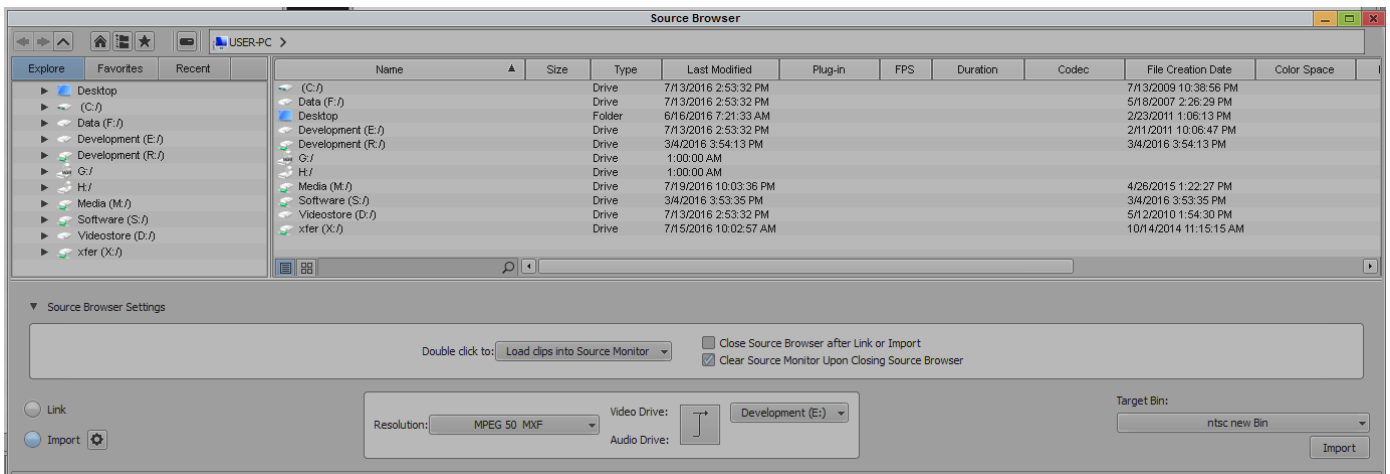 Source Browser
USER-PC >
Explore Favorites Recent
Name Size Type Last Modified Plug-in FPS Duration Codec File Creation Date Color Space
Desktop
(C:/)
Data (F:/)
Development (E:/)
Development (R:/)
G:/
H:/
Media (M:/)
Software (S:/)
Videostore (D:/)
xfer (X:/)
(C:/) Drive 7/13/2016 2:53:32 PM 7/13/2009 10:38:56 PM
Data (F:/) Drive 7/13/2016 2:53:32 PM 5/18/2007 2:26:29 PM
Desktop Folder 6/16/2016 7:21:33 AM 2/23/2011 1:06:13 PM
Development (E:/) Drive 7/13/2016 2:53:32 PM 2/11/2011 10:06:47 PM
Development (R:/) Drive 3/4/2016 3:54:13 PM 3/4/2016 3:54:13 PM
G:/ Drive 1:00:00 AM
H:/ Drive 1:00:00 AM
Media (M:/) Drive 7/19/2016 10:03:36 PM 4/26/2015 1:22:27 PM
Software (S:/) Drive 3/4/2016 3:53:35 PM 3/4/2016 3:53:35 PM
Videostore (D:/) Drive 7/13/2016 2:53:32 PM 5/12/2010 1:54:30 PM
xfer (X:/) Drive 7/15/2016 10:02:57 AM 10/14/2014 11:15:15 AM
Source Browser Settings
Double click to: Load clips into Source Monitor
Close Source Browser after Link or Import
Clear Source Monitor Upon Closing Source Browser
Link
Import
Resolution: MPEG 50 MXF
Video Drive: Development (E:)
Audio Drive:
Target Bin:
ntsc new Bin
Import